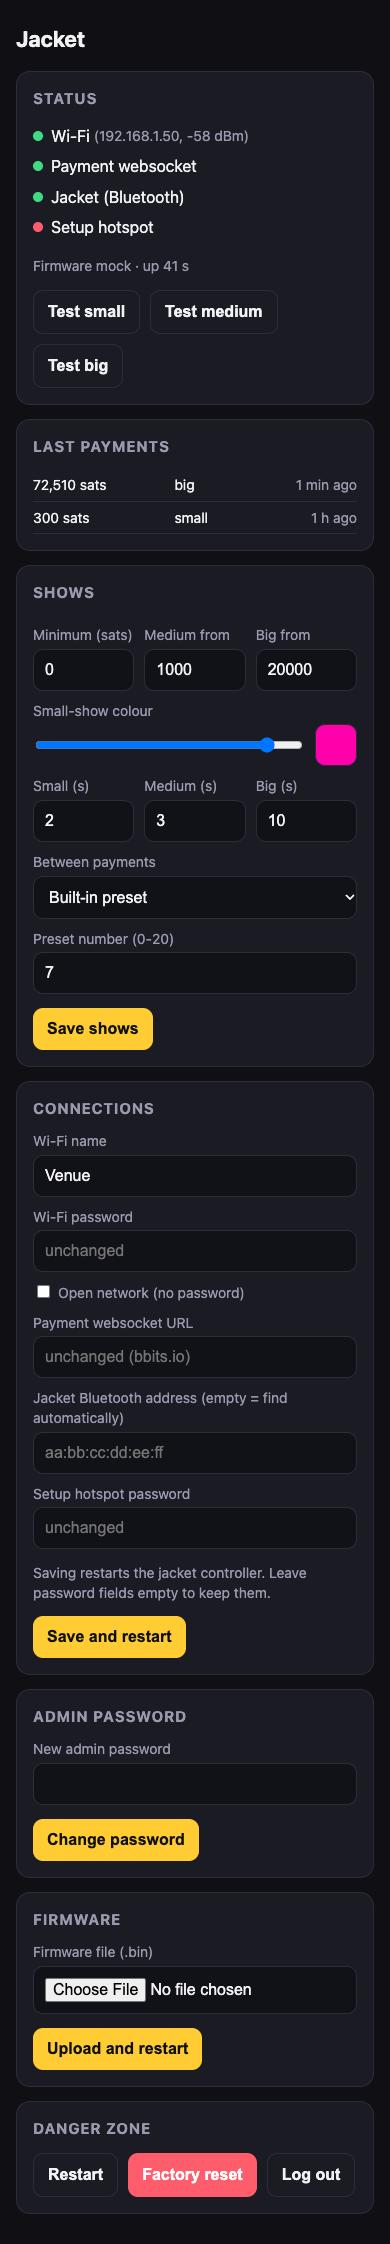 Jacket
STATUS
Wi-Fi (192.168.1.50, -58 dBm)
Payment websocket
Jacket (Bluetooth)
Setup hotspot
Firmware mock · up 41 s
Test small Test medium
Test big
LAST PAYMENTS
72,510 sats big 1 min ago
300 sats small 1 h ago
SHOWS
Minimum (sats) Medium from Big from
0 1000 20000
Small-show colour
Small (s) Medium (s) Big (s)
2 3 10
Between payments
Built-in preset
Preset number (0-20)
7
Save shows
CONNECTIONS
Wi-Fi name
Venue
Wi-Fi password
unchanged
Open network (no password)
Payment websocket URL
unchanged (bbits.io)
Jacket Bluetooth address (empty = find
automatically)
aa:bb:cc:dd:ee:ff
Setup hotspot password
unchanged
Saving restarts the jacket controller. Leave
password fields empty to keep them.
Save and restart
ADMIN PASSWORD
New admin password
Change password
FIRMWARE
Firmware file (.bin)
Choose File No file chosen
Upload and restart
DANGER ZONE
Restart Factory reset Log out